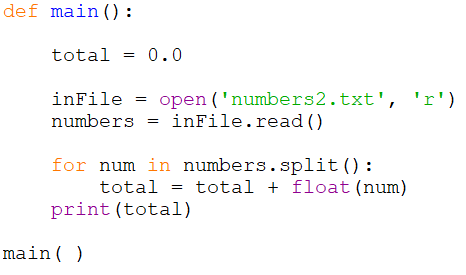 def main():
total = 0.0
inFile = open('numbers2.txt', 'r')
numbers = inFile.read()
for num in numbers.split():
total = total + float(num)
print(total)
main( )